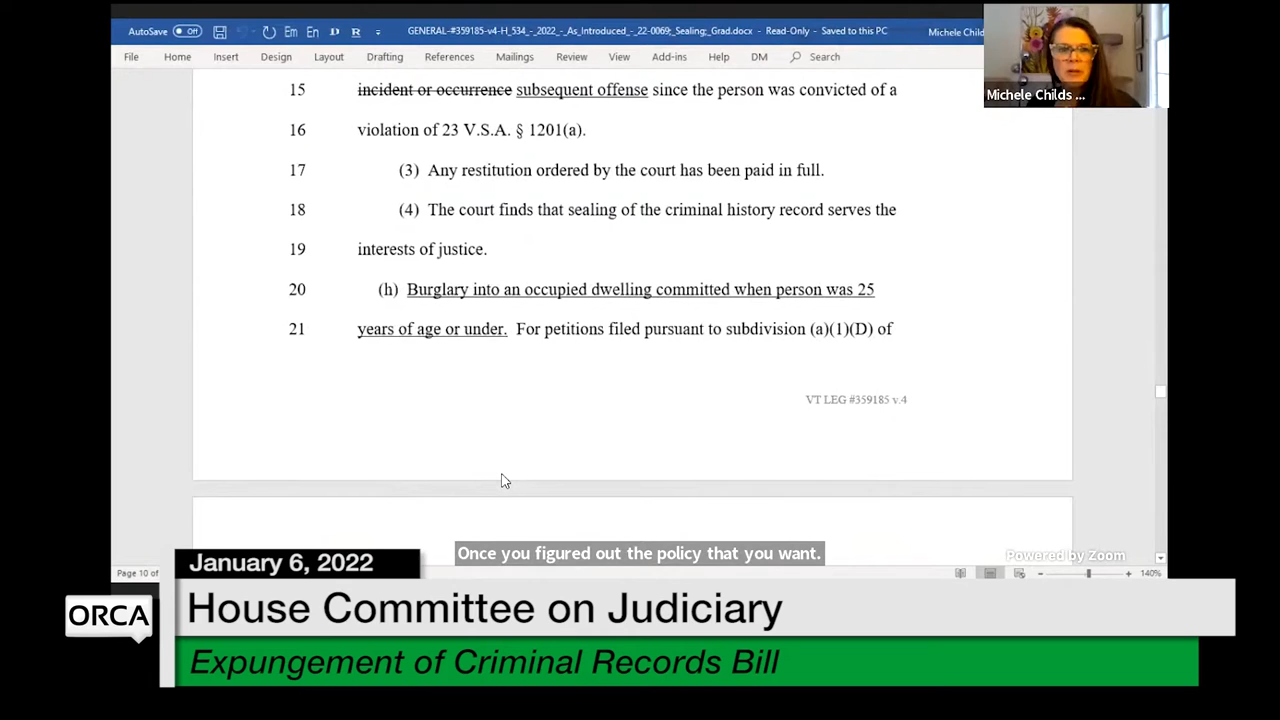 AutoSave Off Em En D R GENERAL-#359185-v4-H_534_-_2022_-_As_Introduced_-_22-0069;_Sealing;_Grad.docx - Read-Only - Saved to this PC Michele Child
File Home Insert Design Layout Drafting References Mailings Review View Add-ins Help DM Search
Michele Childs ...
15 incident or occurrence subsequent offense since the person was convicted of a
16 violation of 23 V.S.A. § 1201(a).
17 (3) Any restitution ordered by the court has been paid in full.
18 (4) The court finds that sealing of the criminal history record serves the
19 interests of justice.
20 (h) Burglary into an occupied dwelling committed when person was 25
21 years of age or under. For petitions filed pursuant to subdivision (a)(1)(D) of
VT LEG #359185 v.4
Once you figured out the policy that you want.
Powered by Zoom
Page 10 of
140%
January 6, 2022
ORCA
House Committee on Judiciary
Expungement of Criminal Records Bill